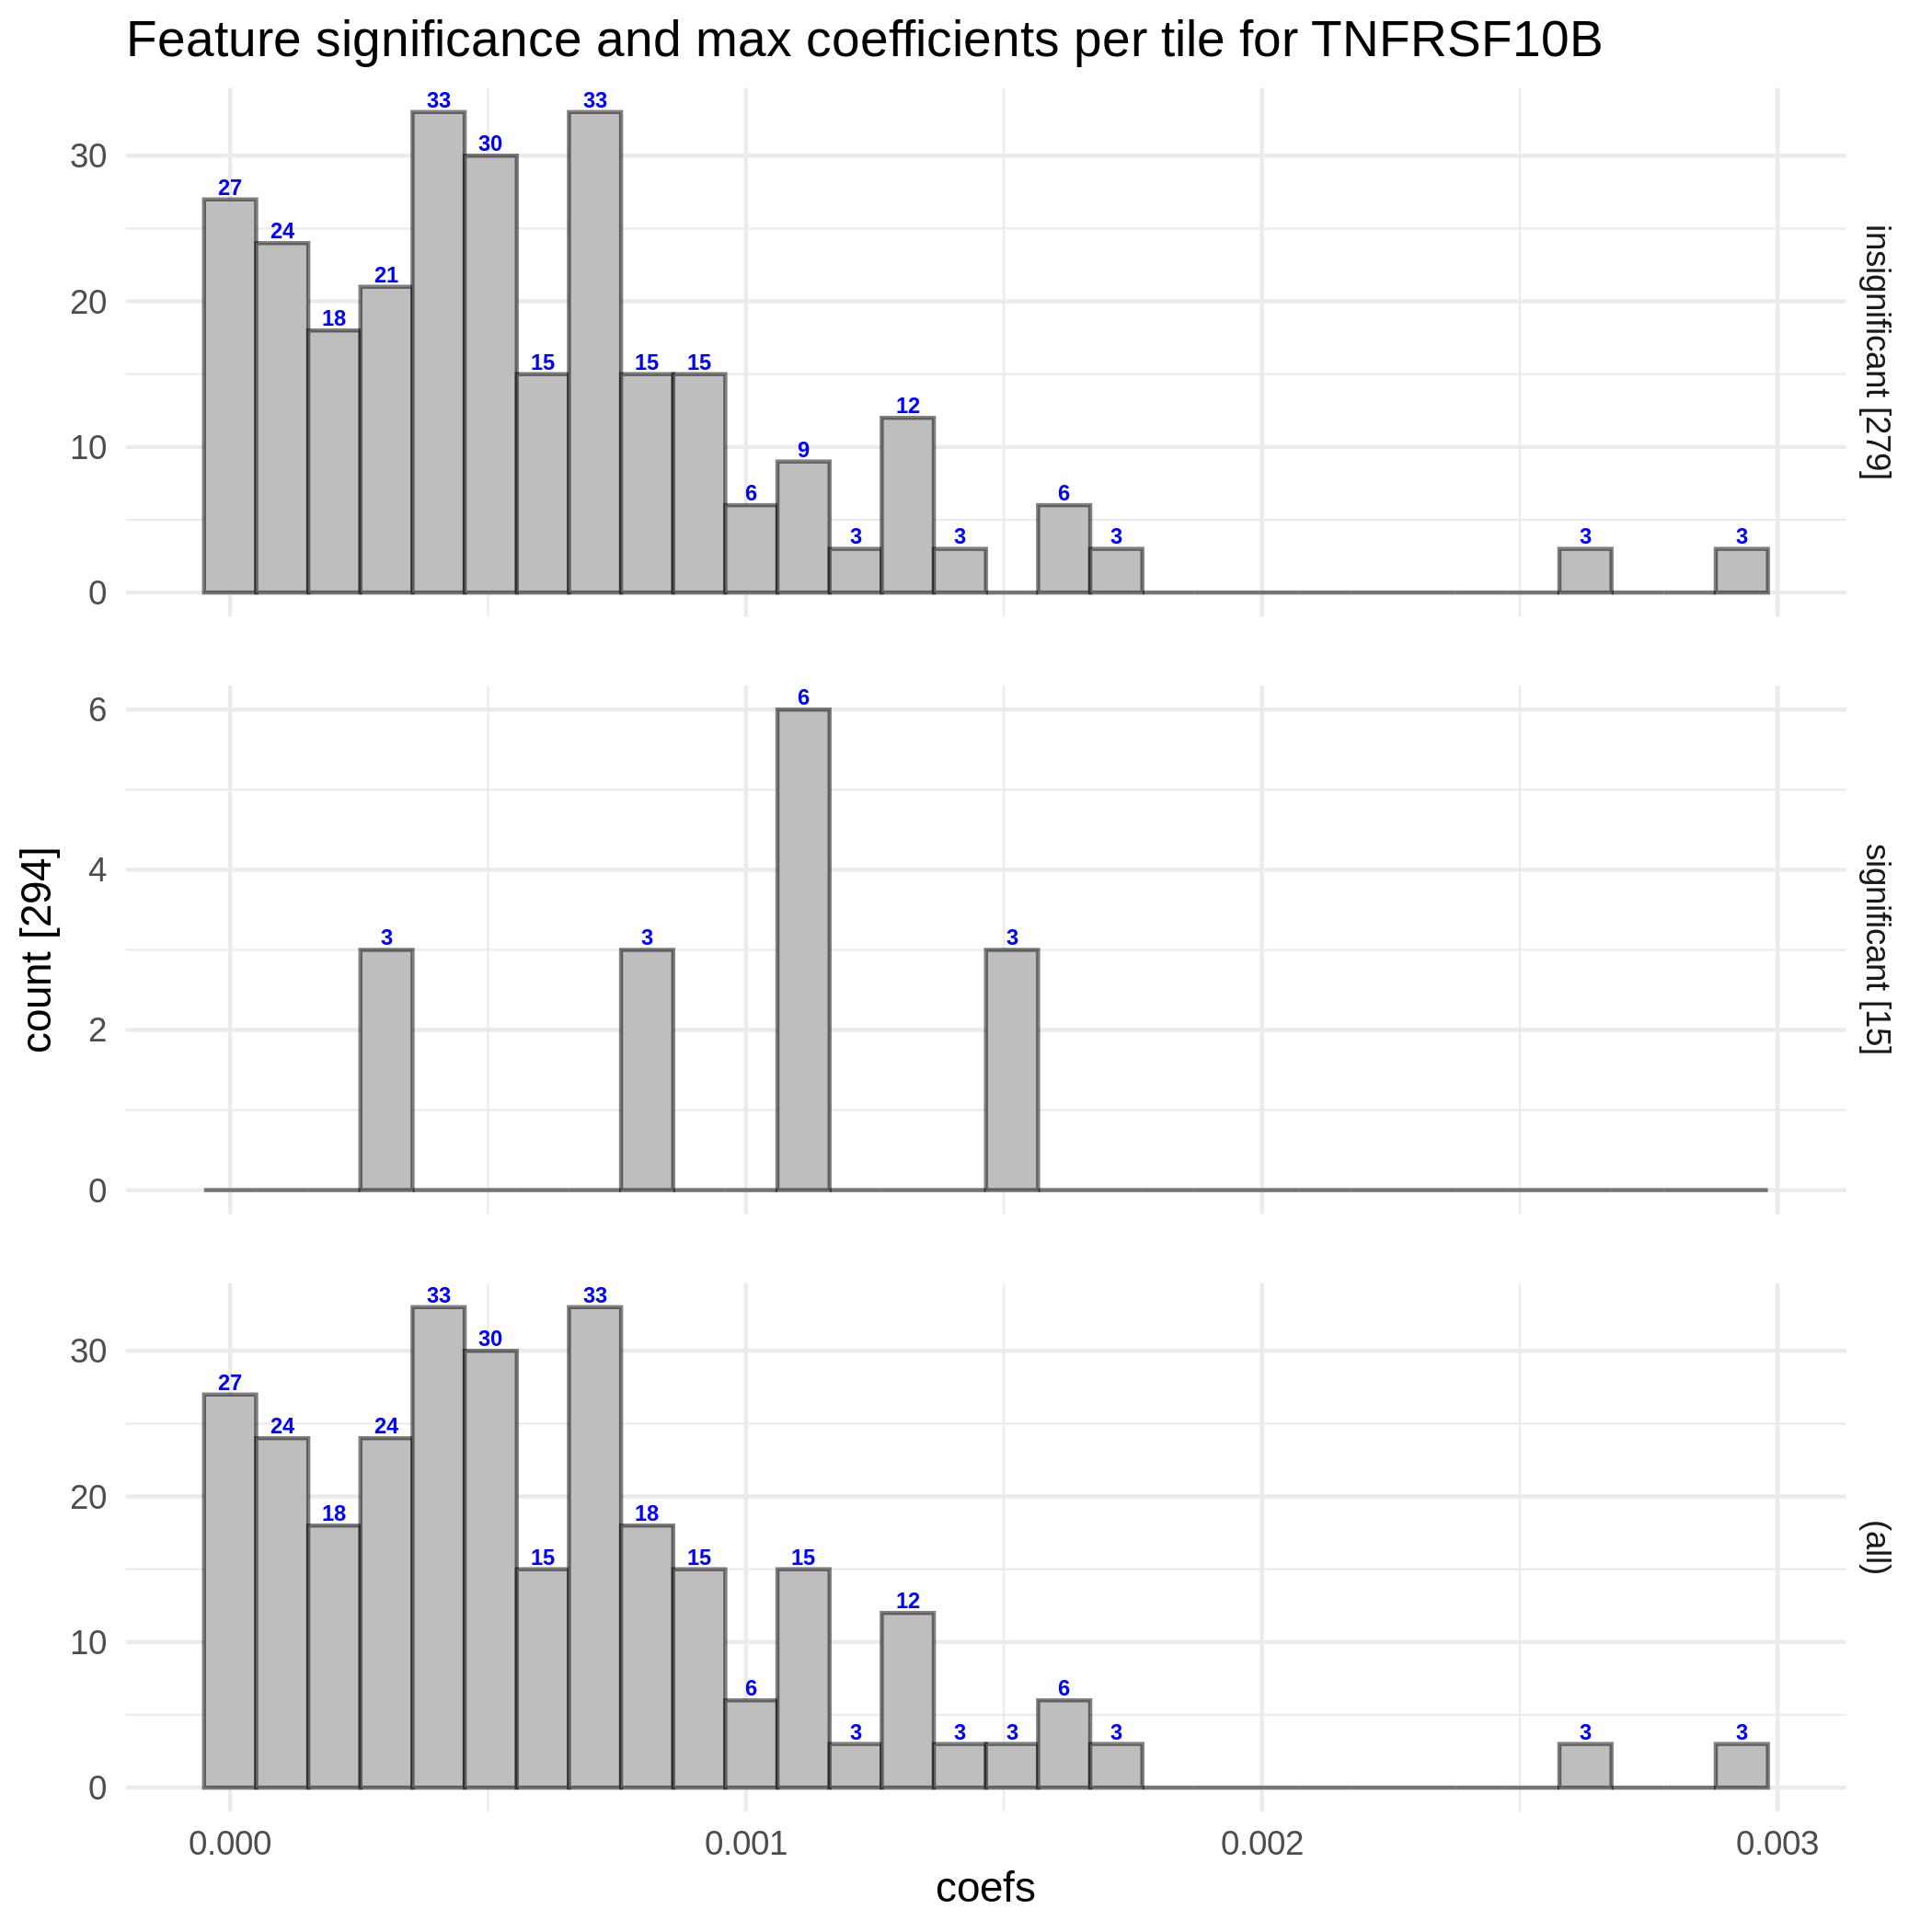 Feature significance and max coefficients per tile for TNFRSF10B
33 33
30
27
24
21
18
15 15 15
12
9
6 6
3 3 3 3 3
30
20
10
0
insignificant [279]
6
3 3 3
6
4
2
0
significant [15]
count [294]
33 33
30
27
24 24
18 18
15 15 15
12
6 6
3 3 3 3 3 3
30
20
10
0
(all)
0.000 0.001 0.002 0.003
coefs